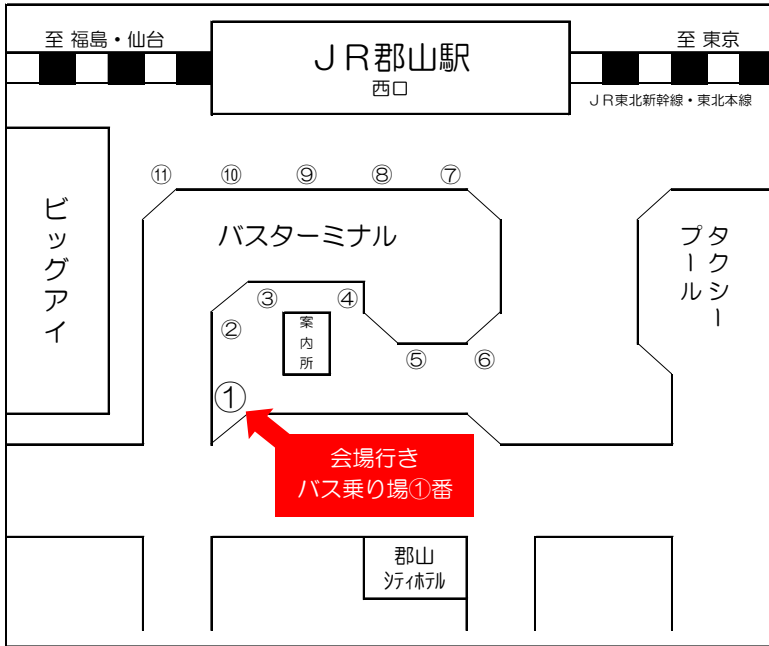 至 福島・仙台
JR郡山駅
西口
至 東京
JR東北新幹線・東北本線
⑪
⑩
⑨
⑧
⑦
ビッグアイ
バスターミナル
タクシー
プール
③
④
②
案内所
⑤
⑥
①
会場行き
バス乗り場①番
郡山
シティホテル